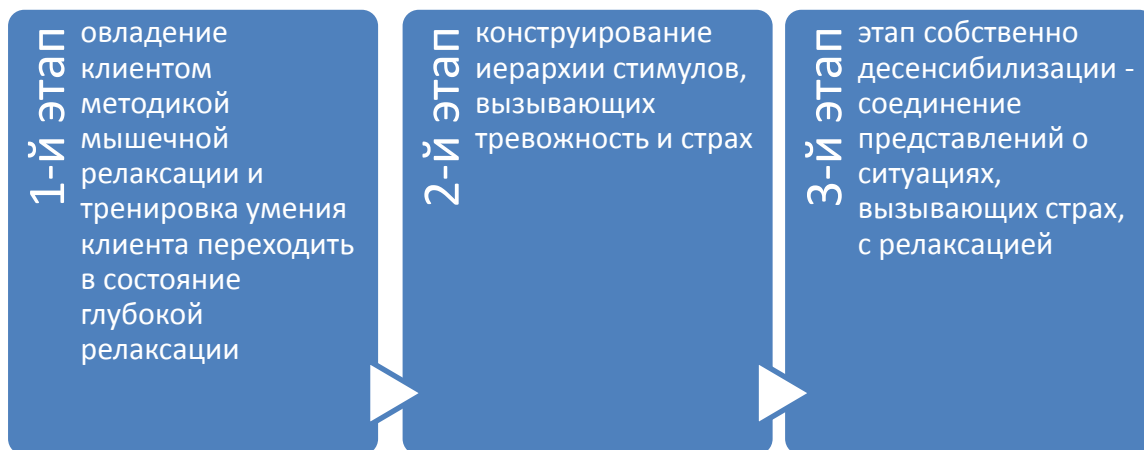 1-й этап
овладение
клиентом
методикой
мышечной
релаксации и
тренировка умения
клиента переходить
в состояние
глубокой
релаксации
2-й этап
конструирование
иерархии стимулов,
вызывающих
тревожность и страх
3-й этап
этап собственно
десенсибилизации -
соединение
представлений о
ситуациях,
вызывающих страх,
с релаксацией